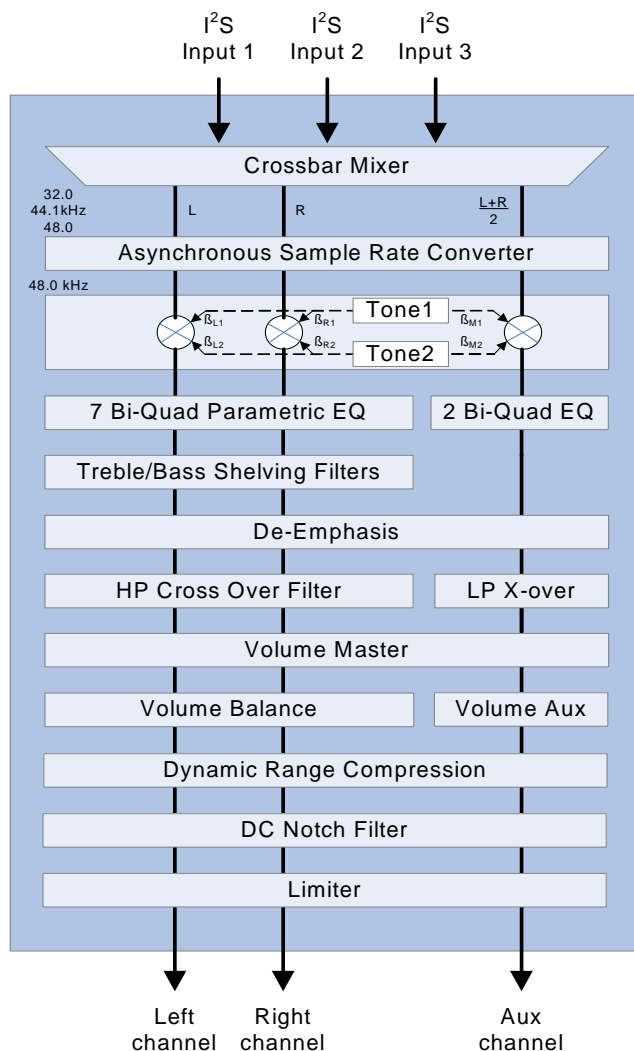 I²S
Input 1
I²S
Input 2
I²S
Input 3
Crossbar Mixer
32.0
44.1kHz
48.0
L
R
L+R
2
Asynchronous Sample Rate Converter
48.0 kHz
ßL1
ßR1
Tone1
ßM1
ßL2
ßR2
Tone2
ßM2
7 Bi-Quad Parametric EQ
2 Bi-Quad EQ
Treble/Bass Shelving Filters
De-Emphasis
HP Cross Over Filter
LP X-over
Volume Master
Volume Balance
Volume Aux
Dynamic Range Compression
DC Notch Filter
Limiter
Left
channel
Right
channel
Aux
channel